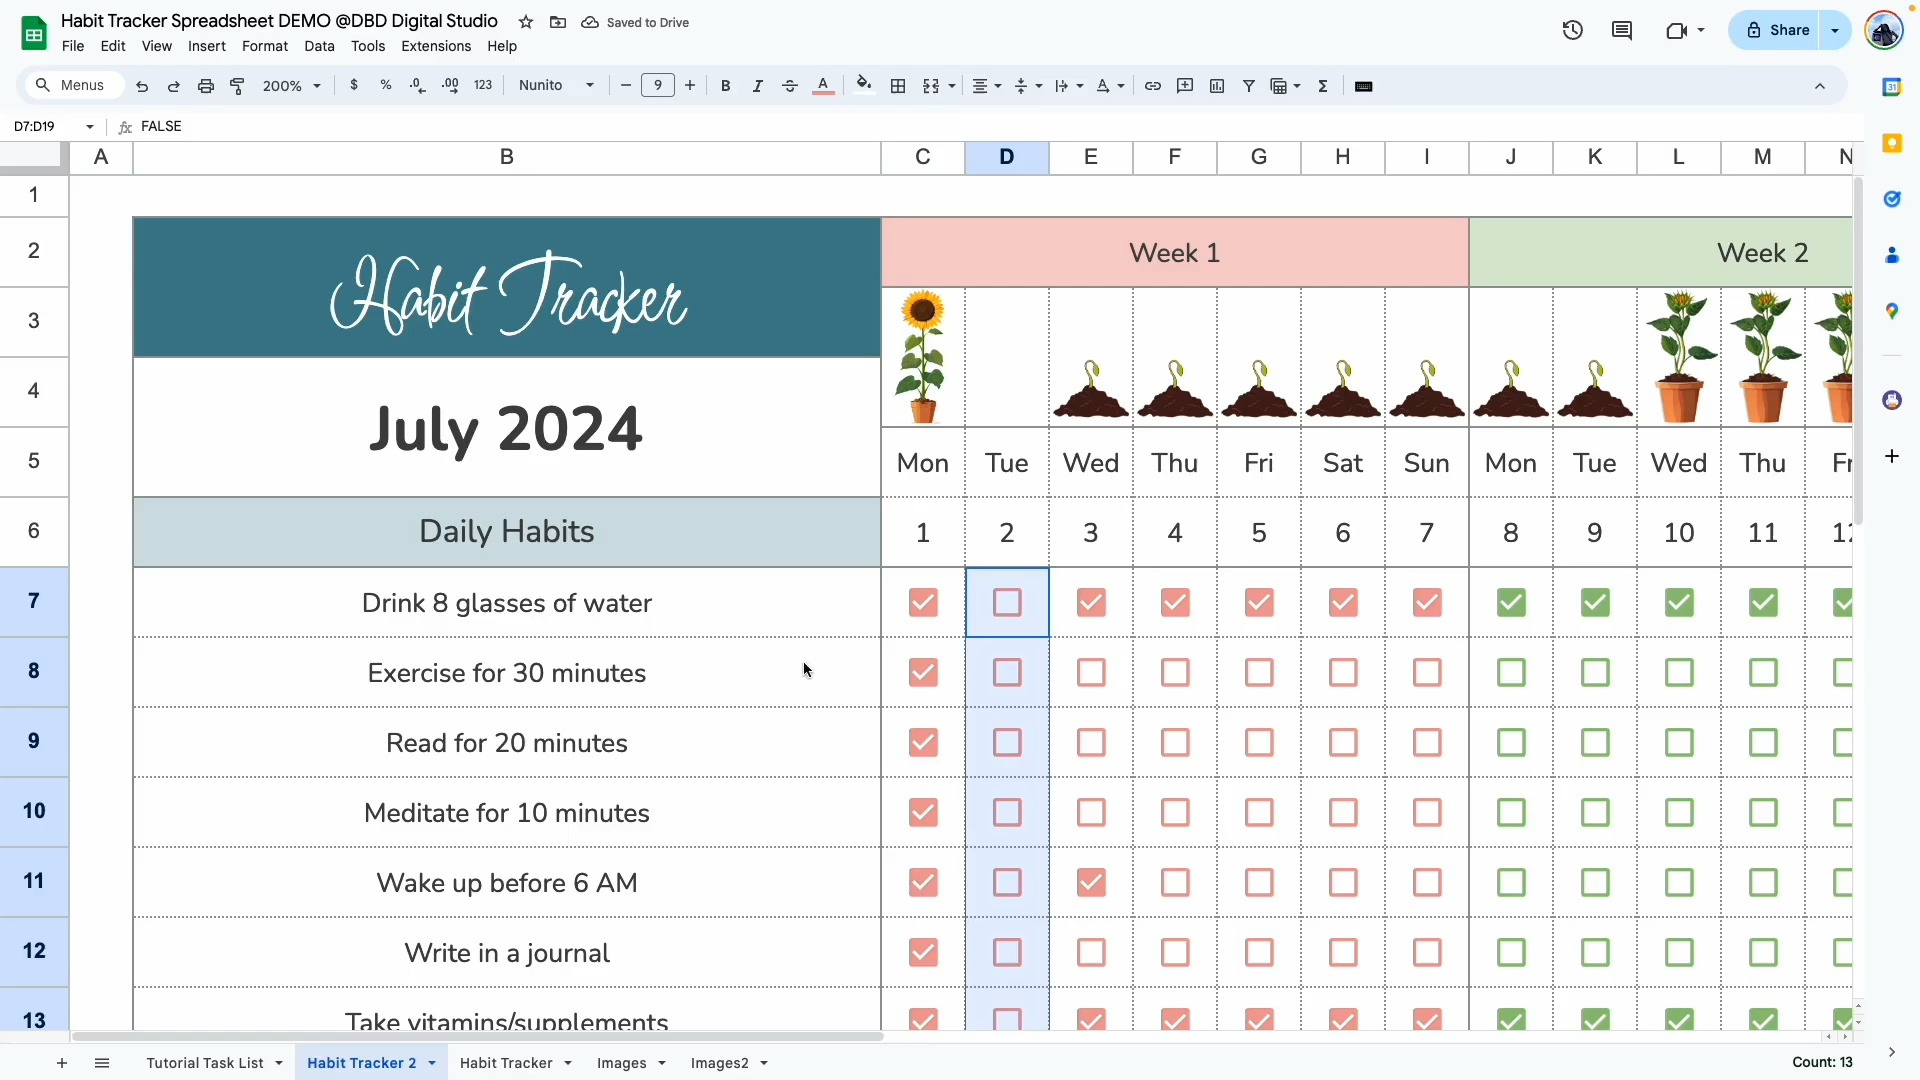 Habit Tracker Spreadsheet DEMO @DBD Digital Studio Saved to Drive
File Edit View Insert Format Data Tools Extensions Help
Share
Menus 200% $ % .0 .00 123 Nunito 9 B I A
D7:D19 fx FALSE
A B C D E F G H I J K L M N
1
2 Habit Tracker Week 1 Week 2
3
4 July 2024
5 Mon Tue Wed Thu Fri Sat Sun Mon Tue Wed Thu Fr
6 Daily Habits 1 2 3 4 5 6 7 8 9 10 11 12
7 Drink 8 glasses of water
8 Exercise for 30 minutes
9 Read for 20 minutes
10 Meditate for 10 minutes
11 Wake up before 6 AM
12 Write in a journal
13 Take vitamins/supplements
Tutorial Task List Habit Tracker 2 Habit Tracker Images Images2 Count: 13